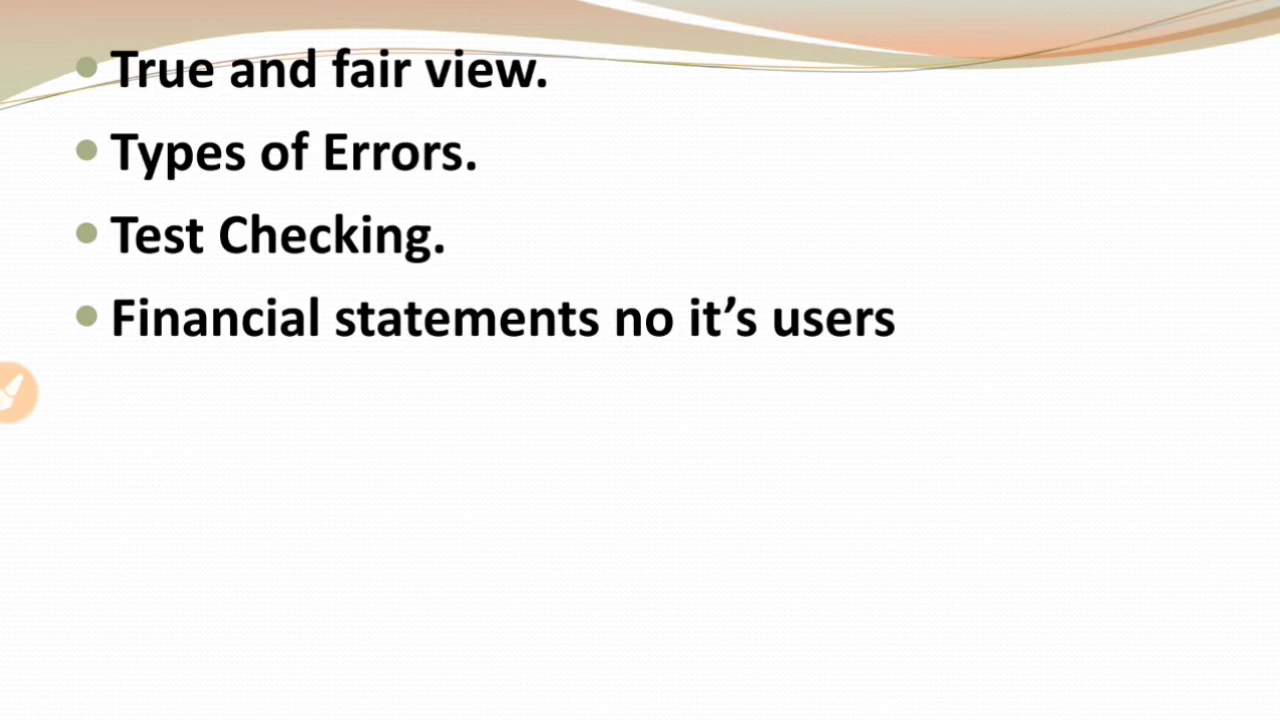 True and fair view.
Types of Errors.
Test Checking.
Financial statements no it’s users